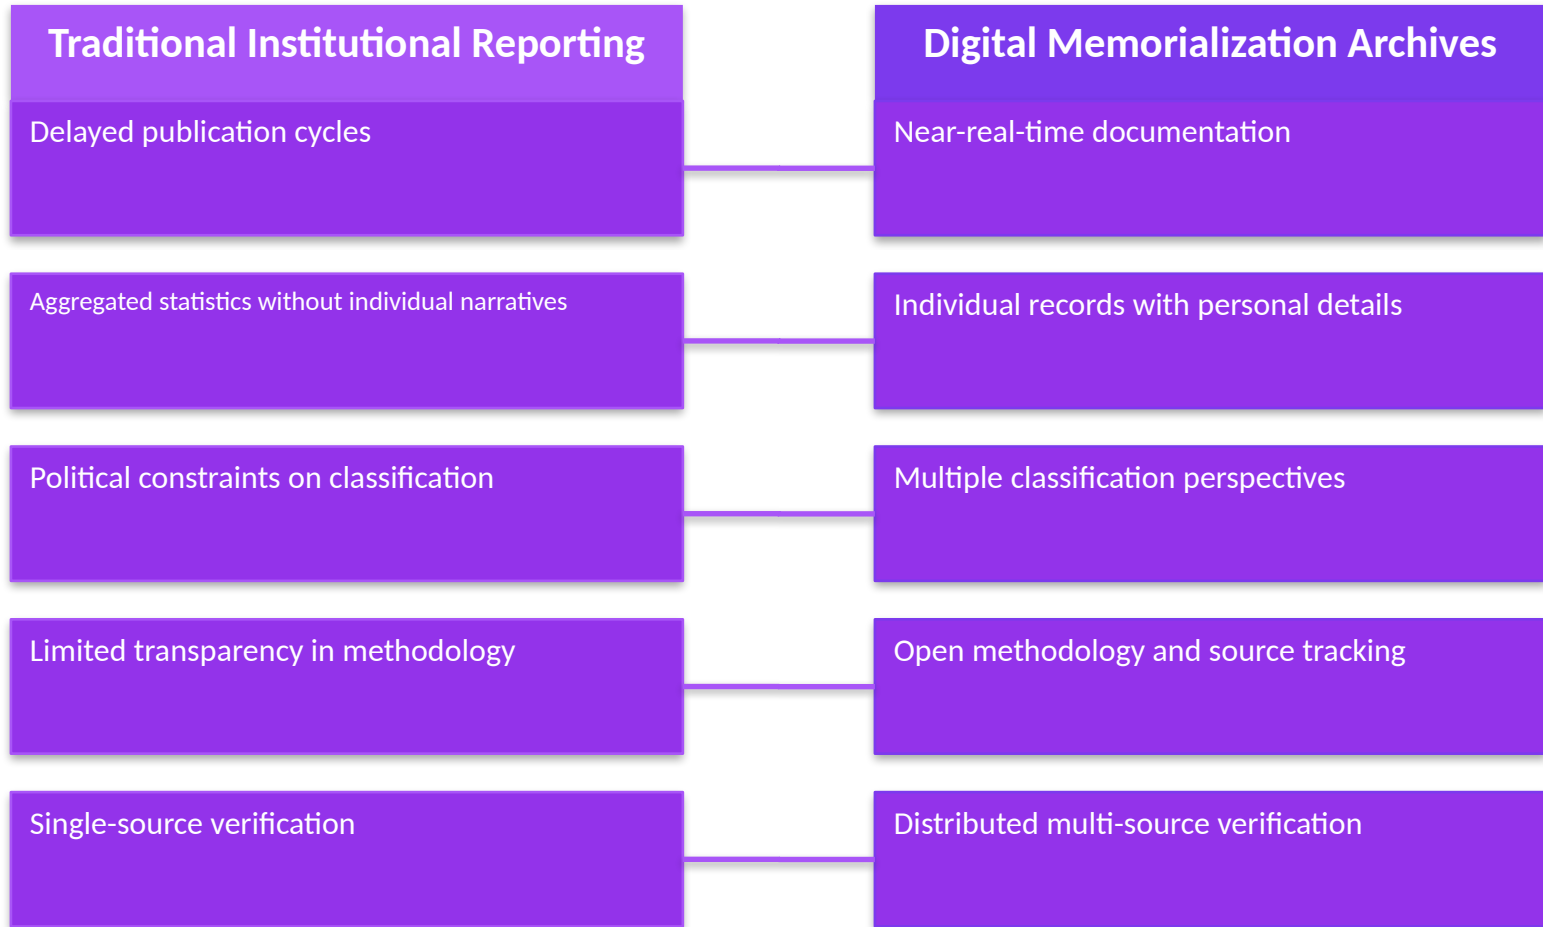 Traditional Institutional Reporting
Digital Memorialization Archives
Delayed publication cycles
Near-real-time documentation
Aggregated statistics without individual narratives
Individual records with personal details
Political constraints on classification
Multiple classification perspectives
Limited transparency in methodology
Open methodology and source tracking
Single-source verification
Distributed multi-source verification